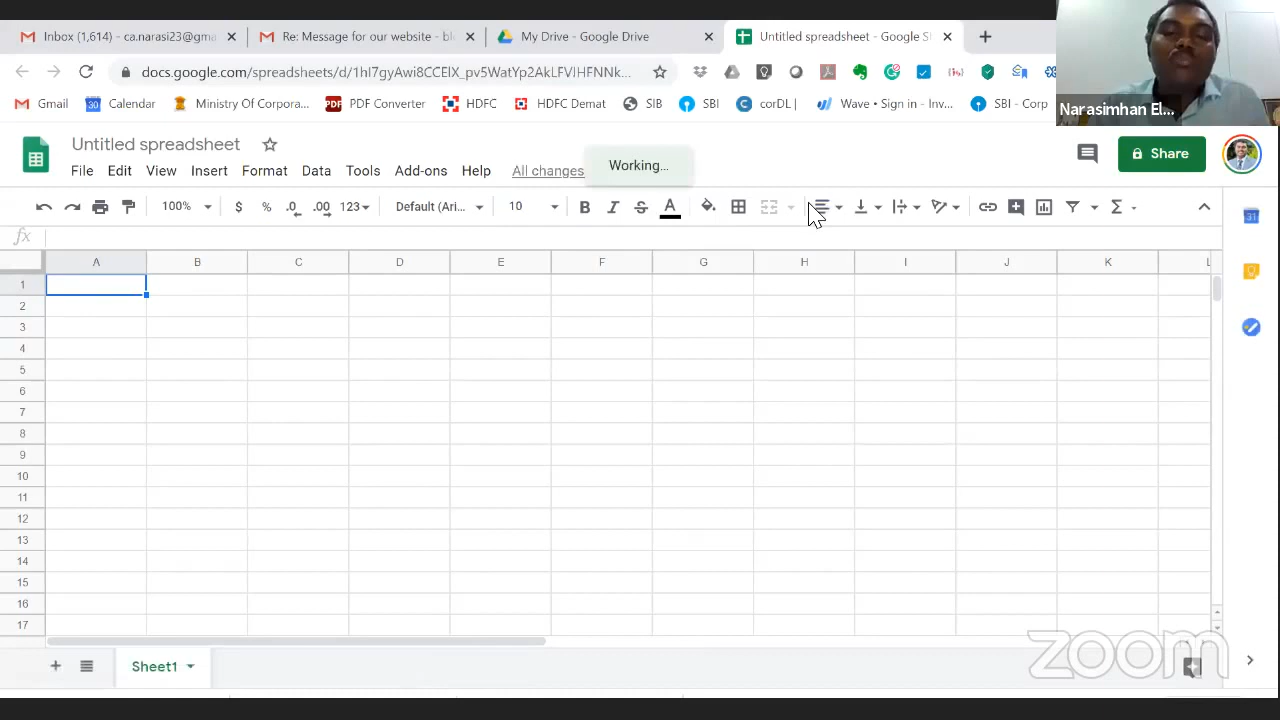 Inbox (1,614) - ca.narasi23@gma
Re: Message for our website - bl
My Drive - Google Drive
Untitled spreadsheet - Google S
docs.google.com/spreadsheets/d/
Gmail
31
Calendar
Ministry Of Corpora...
PDF
PDF Converter
HDFC
HDFC Demat
SIB
SBI
C
corDL |
Wave • Sign in - Inv...
SBI - Corp
Narasimhan El...
Untitled spreadsheet
File Edit View Insert Format Data Tools Add-ons Help All changes
Working...
Share
100% $ % .0 .00 123 Default (Ari... 10 B I S A Σ
31
fx
A B C D E F G H I J K L
1
2
3
4
5
6
7
8
9
10
11
12
13
14
15
16
17
+ Sheet1
zoom